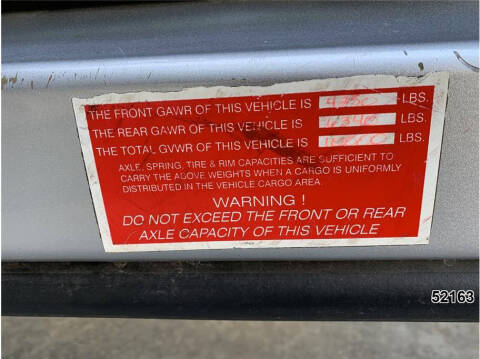 THE FRONT GAWR OF THIS VEHICLE IS LBS.
THE REAR GAWR OF THIS VEHICLE IS LBS.
THE TOTAL GVWR OF THIS VEHICLE IS LBS.
AXLE, SPRING, TIRE & RIM CAPACITIES ARE SUFFICIENT TO
CARRY THE ABOVE WEIGHTS WHEN A CARGO IS UNIFORMLY
DISTRIBUTED IN THE VEHICLE CARGO AREA.
WARNING !
DO NOT EXCEED THE FRONT OR REAR
AXLE CAPACITY OF THIS VEHICLE
52163